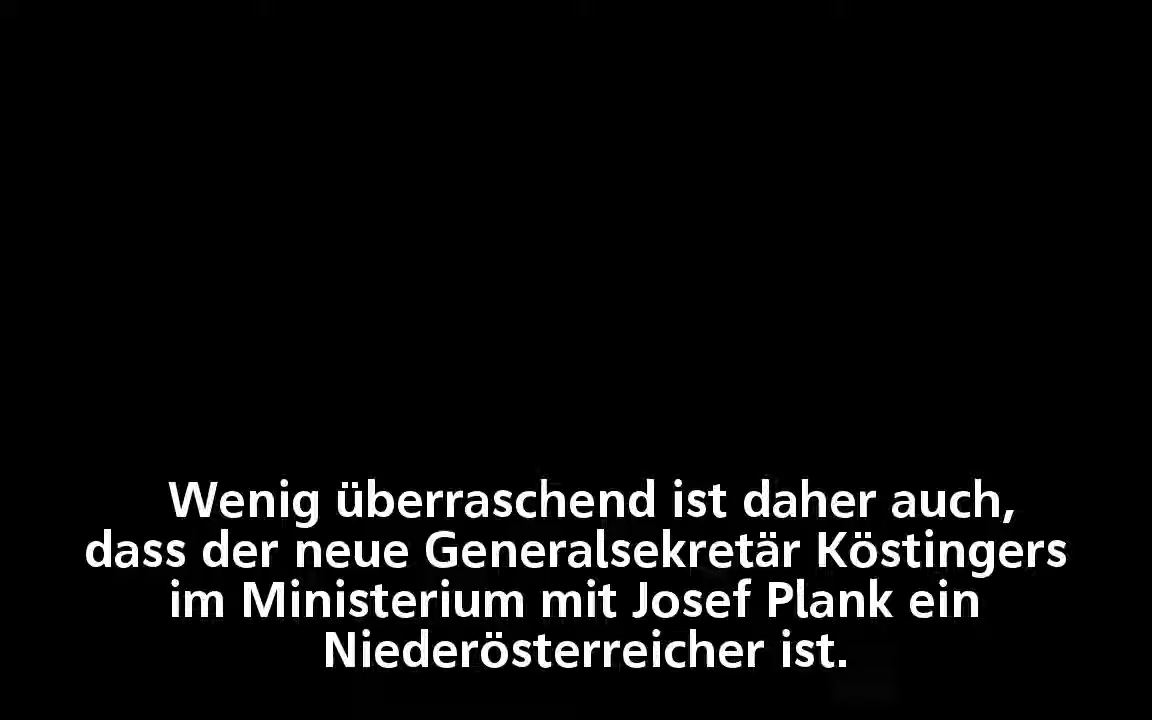 Wenig überraschend ist daher auch,
dass der neue Generalsekretär Köstingers
im Ministerium mit Josef Plank ein
Niederösterreicher ist.